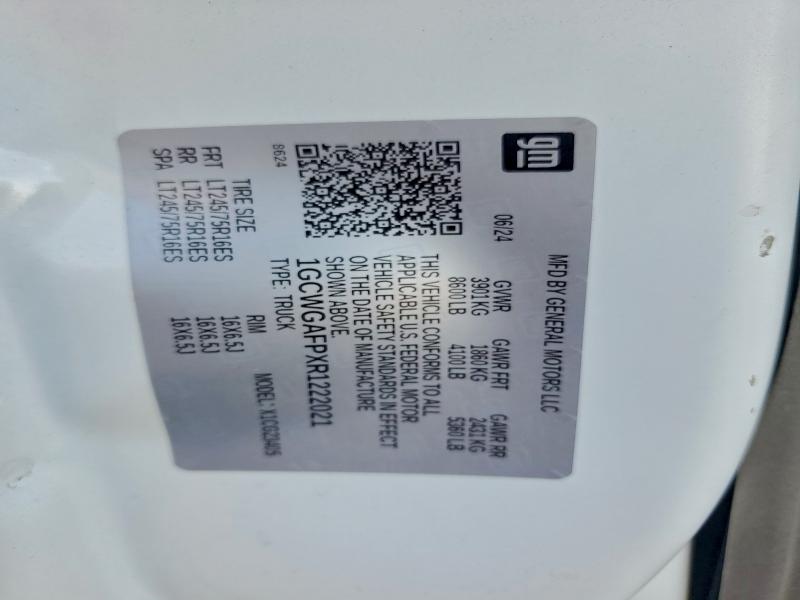 gm
MFD BY GENERAL MOTORS LLC
06/24 GVWR GAWR FRT GAWR RR
3901 KG 1860 KG 2431 KG
8600 LB 4100 LB 5360 LB
THIS VEHICLE CONFORMS TO ALL
APPLICABLE U.S. FEDERAL MOTOR
VEHICLE SAFETY STANDARDS IN EFFECT
ON THE DATE OF MANUFACTURE
SHOWN ABOVE.
1GCWGAFPXR1222021
TYPE: TRUCK MODEL:
8624
TIRE SIZE RIM
FRT LT245/75R16ES 16X6.5J
RR LT245/75R16ES 16X6.5J
SPA LT245/75R16ES 16X6.5J